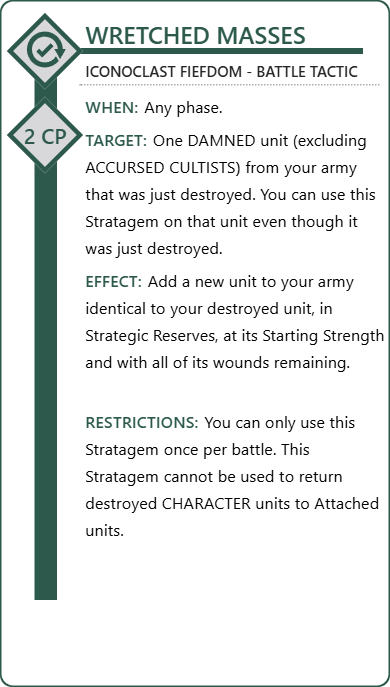 WRETCHED MASSES
ICONOCLAST FIEFDOM - BATTLE TACTIC
WHEN: Any phase.
2 CP
TARGET: One DAMNED unit (excluding
ACCURSED CULTISTS) from your army
that was just destroyed. You can use this
Stratagem on that unit even though it
was just destroyed.
EFFECT: Add a new unit to your army
identical to your destroyed unit, in
Strategic Reserves, at its Starting Strength
and with all of its wounds remaining.
RESTRICTIONS: You can only use this
Stratagem once per battle. This
Stratagem cannot be used to return
destroyed CHARACTER units to Attached
units.